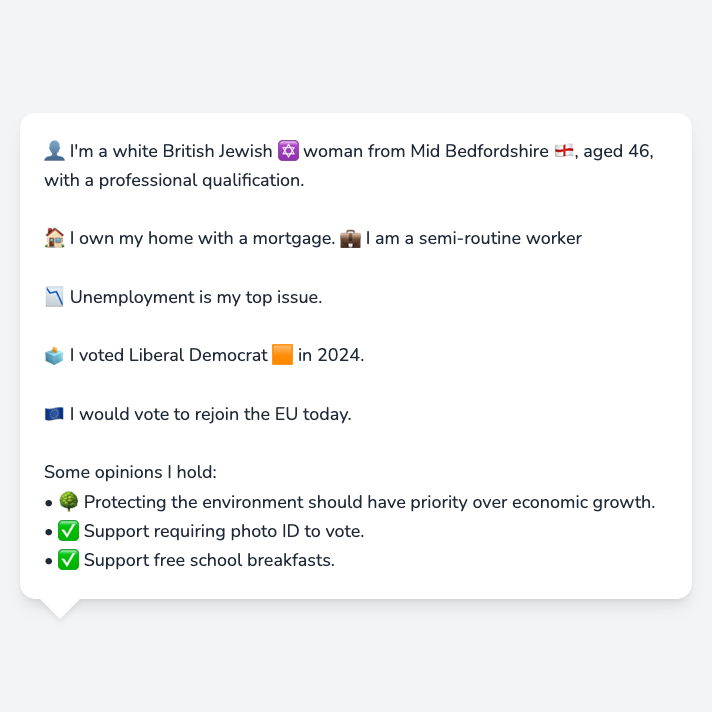 👤 I'm a white British Jewish ✡️ woman from Mid Bedfordshire 🏴󠁧󠁢󠁥󠁮󠁧󠁿, aged 46,
with a professional qualification.
🏠 I own my home with a mortgage. 💼 I am a semi-routine worker
📉 Unemployment is my top issue.
🗳️ I voted Liberal Democrat 🟧 in 2024.
🇪🇺 I would vote to rejoin the EU today.
Some opinions I hold:
• 🌳 Protecting the environment should have priority over economic growth.
• ✅ Support requiring photo ID to vote.
• ✅ Support free school breakfasts.